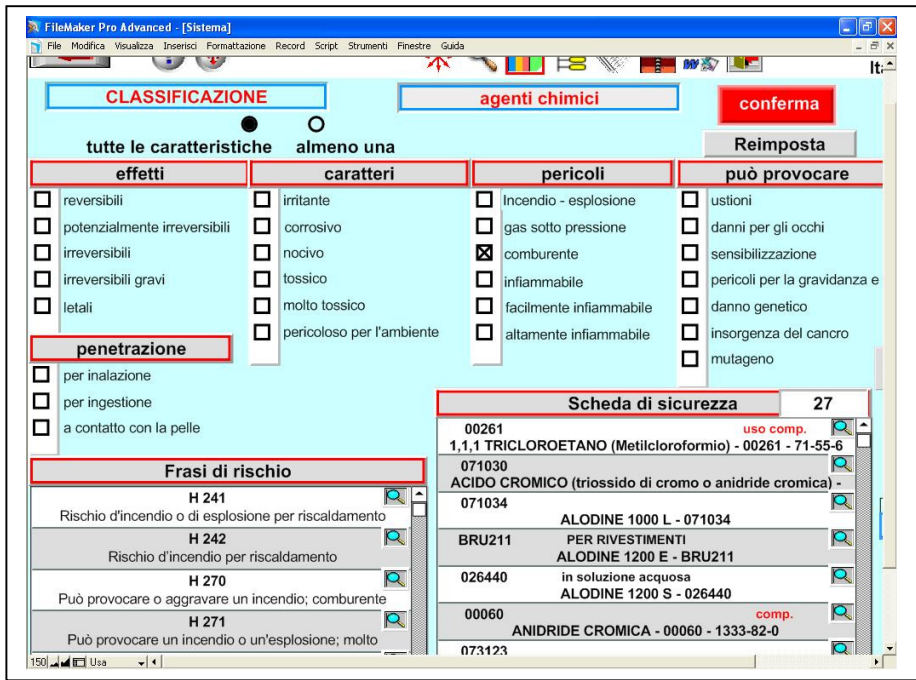 FileMaker Pro Advanced - [Sistema]
File Modifica Visualizza Inserisci Formattazione Record Script Strumenti Finestre Guida
CLASSIFICAZIONE
agenti chimici
conferma
tutte le caratteristiche almeno una
Reimposta
effetti
reversibili
potenzialmente irreversibili
irreversibili
irreversibili gravi
letali
caratteri
irritante
corrosivo
nocivo
tossico
molto tossico
pericoloso per l'ambiente
pericoli
Incendio - esplosione
gas sotto pressione
comburente
infiammabile
facilmente infiammabile
altamente infiammabile
può provocare
ustioni
danni per gli occhi
sensibilizzazione
pericoli per la gravidanza e
danno genetico
insorgenza del cancro
mutageno
penetrazione
per inalazione
per ingestione
a contatto con la pelle
Frasi di rischio
H 241
Rischio d'incendio o di esplosione per riscaldamento
H 242
Rischio d'incendio per riscaldamento
H 270
Può provocare o aggravare un incendio; comburente
H 271
Può provocare un incendio o un'esplosione; molto
Scheda di sicurezza 27
00261 uso comp.
1,1,1 TRICLOROETANO (Metilcloroformio) - 00261 - 71-55-6
071030
ACIDO CROMICO (triossido di cromo o anidride cromica) -
071034
ALODINE 1000 L - 071034
BRU211 PER RIVESTIMENTI
ALODINE 1200 E - BRU211
026440 in soluzione acquosa
ALODINE 1200 S - 026440
00060 comp.
ANIDRIDE CROMICA - 00060 - 1333-82-0
073123
150 Usa